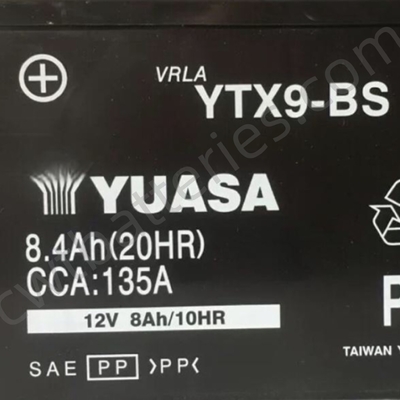 VRLA
YTX9-BS
YUASA
8.4Ah(20HR)
CCA:135A
12V 8Ah/10HR
SAE PP >PP<
P
TAIWAN Y